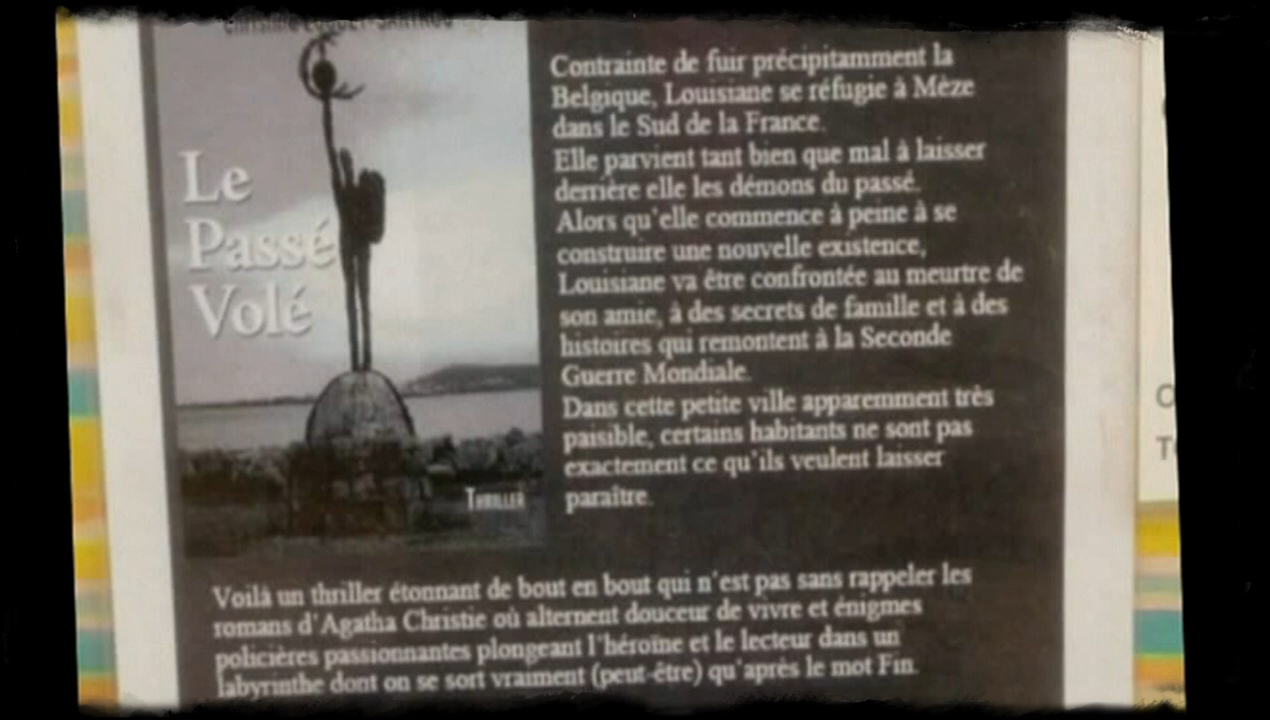 Le
Passé
Volé
THRILLER
Contrainte de fuir précipitamment la
Belgique, Louisiane se réfugie à Mèze
dans le Sud de la France.
Elle parvient tant bien que mal à laisser
derrière elle les démons du passé.
Alors qu'elle commence à peine à se
construire une nouvelle existence,
Louisiane va être confrontée au meurtre de
son amie, à des secrets de famille et à des
histoires qui remontent à la Seconde
Guerre Mondiale.
Dans cette petite ville apparemment très
paisible, certains habitants ne sont pas
exactement ce qu'ils veulent laisser
paraître.
Voilà un thriller étonnant de bout en bout qui n'est pas sans rappeler les
romans d'Agatha Christie où alternent douceur de vivre et énigmes
policières passionnantes plongeant l'héroïne et le lecteur dans un
labyrinthe dont on se sort vraiment (peut-être) qu'après le mot Fin.